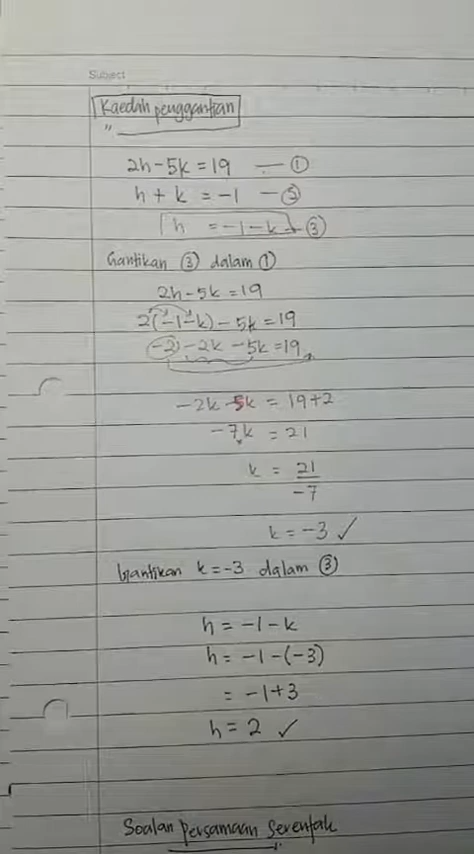 Subject
Kaedah penggantian
"
2h - 5k = 19 — ①
h + k = -1 — ②
h = -1 - k — ③
Gantikan ③ dalam ①
2h - 5k = 19
2(-1 - k) - 5k = 19
-2 - 2k - 5k = 19
-2k - 5k = 19 + 2
-7k = 21
k = 21/-7
k = -3 ✓
Gantikan k = -3 dalam ③
h = -1 - k
h = -1 - (-3)
= -1 + 3
h = 2 ✓
Soalan persamaan serentak